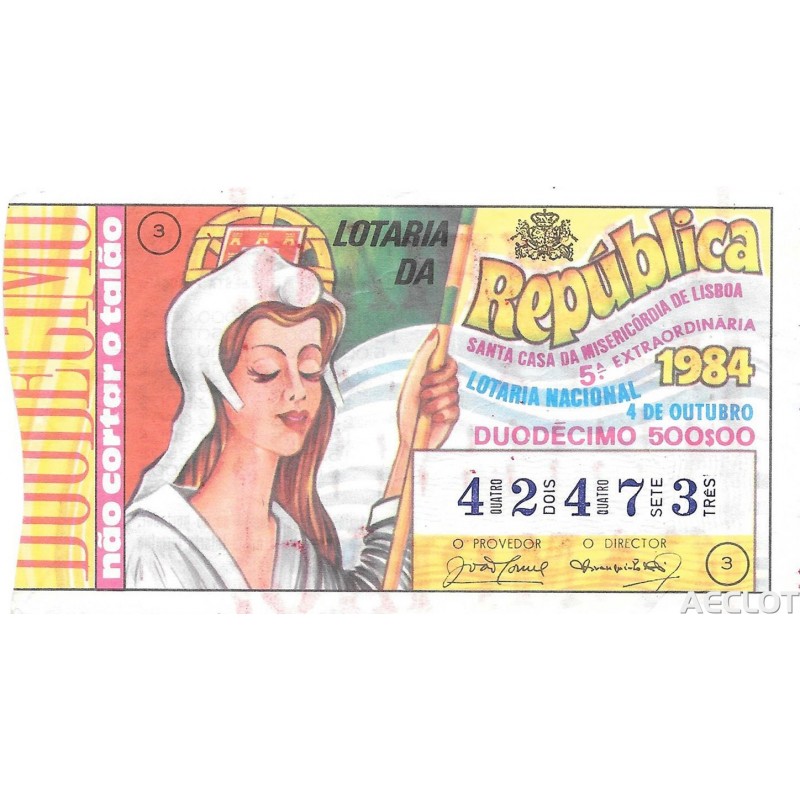 DUODÉCIMO
não cortar o talão
3
LOTARIA
DA
República
SANTA CASA DA MISERICÓRDIA DE LISBOA
5.ª EXTRAORDINÁRIA
1984
LOTARIA NACIONAL
4 DE OUTUBRO
DUODÉCIMO 500$00
4 QUATRO 2 DOIS 4 QUATRO 7 SETE 3 TRÊS
O PROVEDOR O DIRECTOR
3
AECLOT